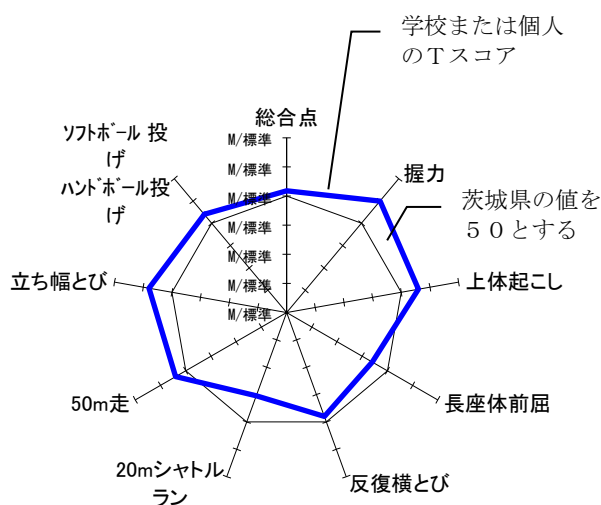 学校または個人
のＴスコア
総合点
M/標準
M/標準
M/標準
M/標準
M/標準
M/標準
M/標準
ｿﾌﾄﾎﾞｰﾙ 投
げ
ﾊﾝﾄﾞﾎﾞｰﾙ投
げ
握力
茨城県の値を
５０とする
立ち幅とび
上体起こし
50m走
長座体前屈
20mシャトル
ラン
反復横とび